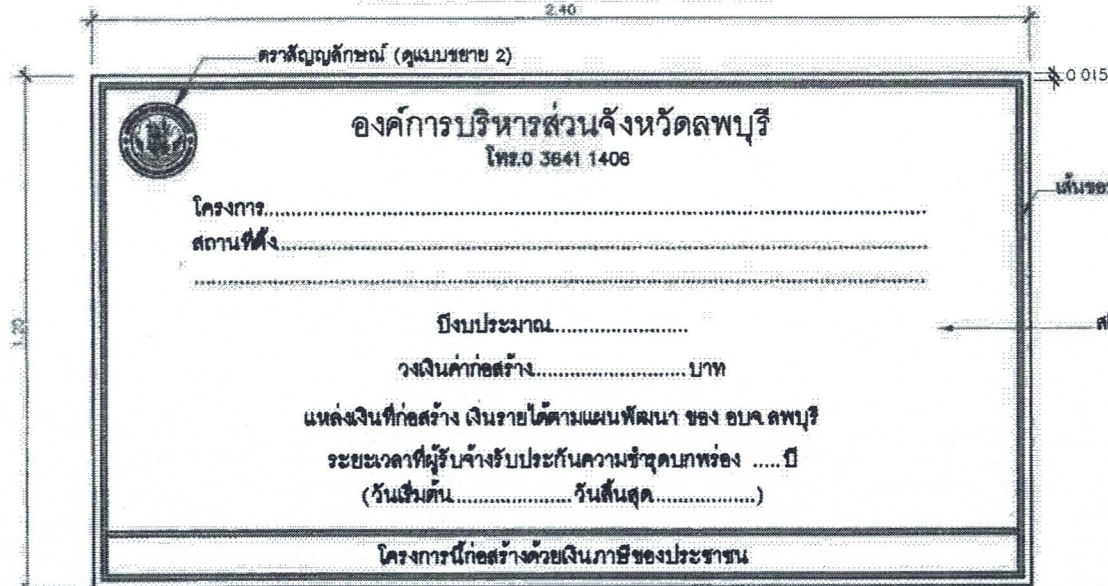 2.40
ตราสัญญลักษณ์ (ดูแบบขยาย 2)
0.015
องค์การบริหารส่วนจังหวัดลพบุรี
โทร.0 3641 1406
เส้นขอบ
โครงการ..........
สถานที่ตั้ง..........
1.20
ปีงบประมาณ..........
วงเงินค่าก่อสร้าง..........บาท
แหล่งเงินที่ก่อสร้าง เงินรายได้ตามแผนพัฒนา ของ อบจ.ลพบุรี
ระยะเวลาที่ผู้รับจ้างรับประกันความชำรุดบกพร่อง .....ปี
(วันเริ่มต้น..........วันสิ้นสุด..........)
โครงการนี้ก่อสร้างด้วยเงินภาษีของประชาชน